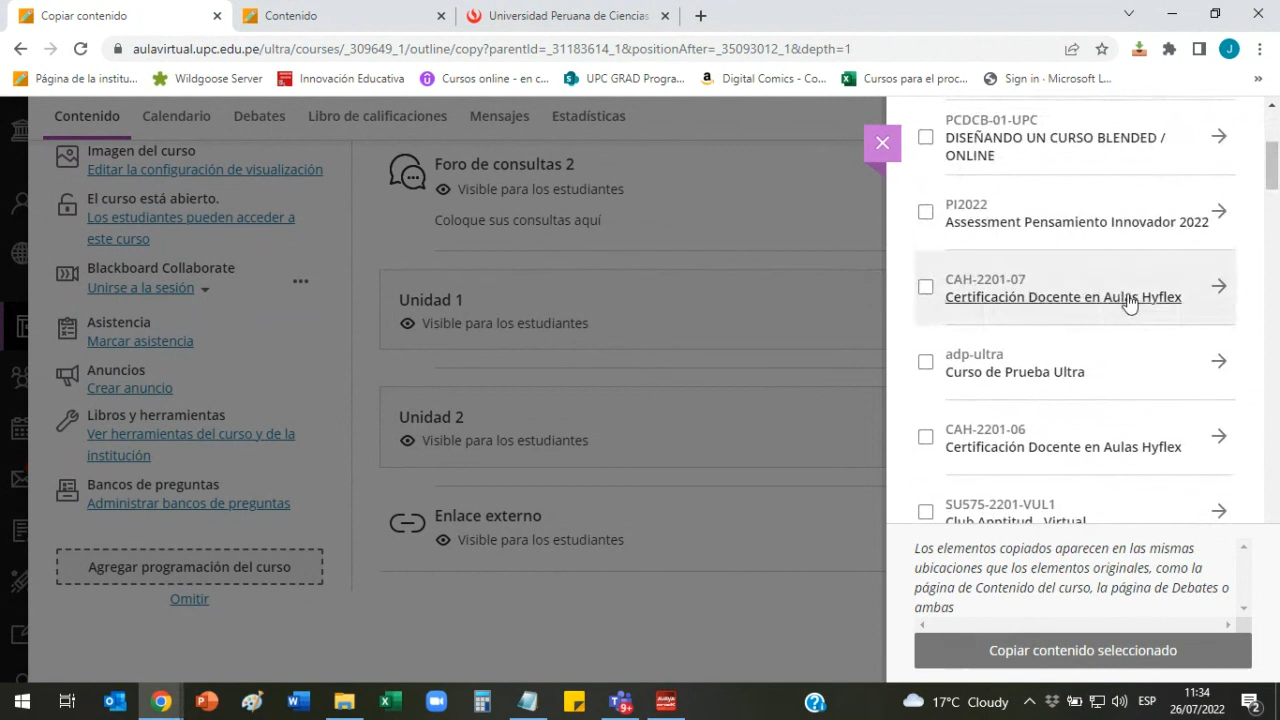 Copiar contenido
Contenido
Universidad Peruana de Ciencias
aulavirtual.upc.edu.pe/ultra/courses/_309649_1/outline/copy?parentId=_31183614_1&positionAfter=_35093012_1&depth=1
J
Página de la institu...
Wildgoose Server
Innovación Educativa
Cursos online - en c...
UPC GRAD Progra...
Digital Comics - Co...
Cursos para el proc...
Sign in - Microsoft L...
»
Contenido
Calendario
Debates
Libro de calificaciones
Mensajes
Estadísticas
Imagen del curso
Editar la configuración de visualización
El curso está abierto.
Los estudiantes pueden acceder a
este curso
Blackboard Collaborate
Unirse a la sesión
Asistencia
Marcar asistencia
Anuncios
Crear anuncio
Libros y herramientas
Ver herramientas del curso y de la
institución
Bancos de preguntas
Administrar bancos de preguntas
Agregar programación del curso
Omitir
Foro de consultas 2
Visible para los estudiantes
Coloque sus consultas aquí
Unidad 1
Visible para los estudiantes
Unidad 2
Visible para los estudiantes
Enlace externo
Visible para los estudiantes
PCDCB-01-UPC
DISEÑANDO UN CURSO BLENDED /
ONLINE
PI2022
Assessment Pensamiento Innovador 2022
CAH-2201-07
Certificación Docente en Aulas Hyflex
adp-ultra
Curso de Prueba Ultra
CAH-2201-06
Certificación Docente en Aulas Hyflex
SU575-2201-VUL1
Club Apptitud - Virtual
Los elementos copiados aparecen en las mismas
ubicaciones que los elementos originales, como la
página de Contenido del curso, la página de Debates o
ambas
Copiar contenido seleccionado
17°C Cloudy
ESP
11:34
26/07/2022
2